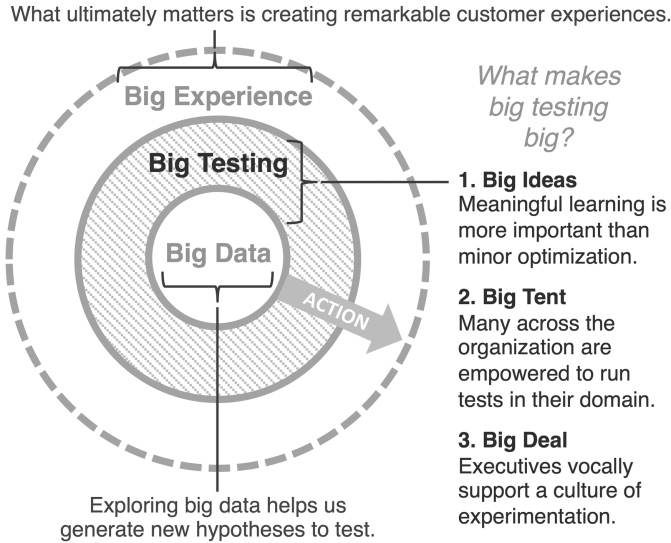 What ultimately matters is creating remarkable customer experiences.
Big Experience
Big Testing
Big Data
ACTION
Exploring big data helps us
generate new hypotheses to test.
What makes
big testing
big?
1. Big Ideas
Meaningful learning is
more important than
minor optimization.
2. Big Tent
Many across the
organization are
empowered to run
tests in their domain.
3. Big Deal
Executives vocally
support a culture of
experimentation.